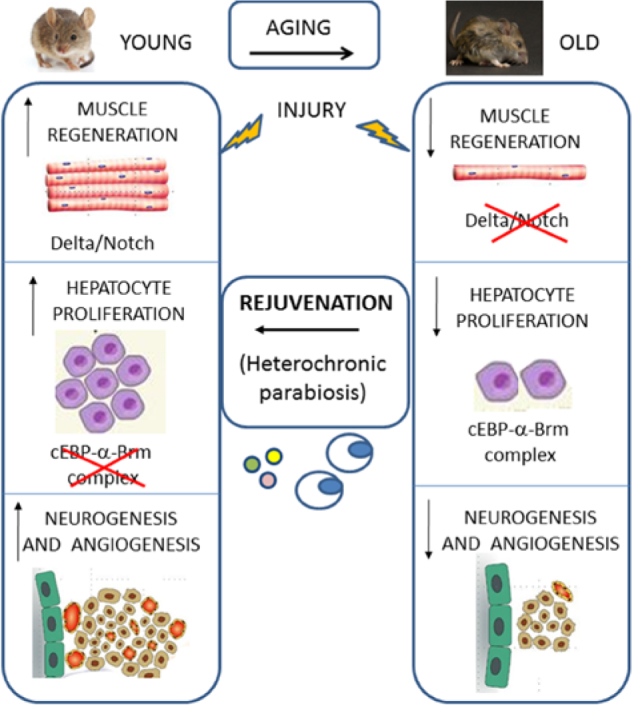 YOUNG
AGING
OLD
MUSCLE
REGENERATION
Delta/Notch
HEPATOCYTE
PROLIFERATION
cEBP-α-Brm
complex
NEUROGENESIS
AND ANGIOGENESIS
INJURY
REJUVENATION
(Heterochronic
parabiosis)
MUSCLE
REGENERATION
Delta/Notch
HEPATOCYTE
PROLIFERATION
cEBP-α-Brm
complex
NEUROGENESIS
AND ANGIOGENESIS